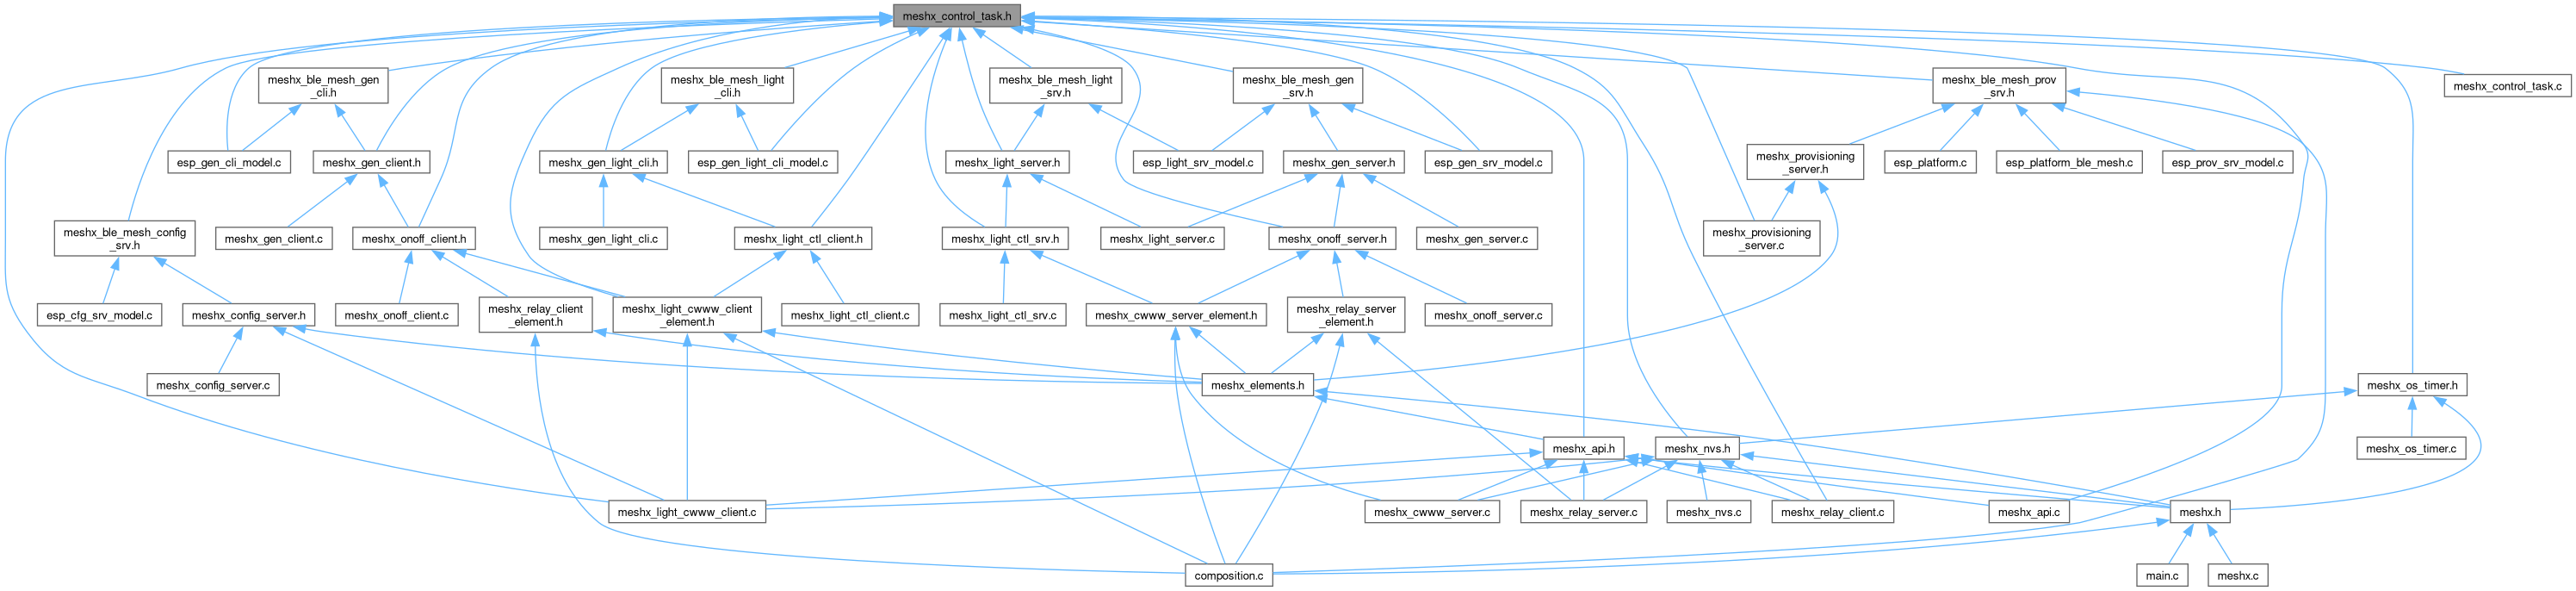 meshx_control_task.h
meshx_ble_mesh_gen
_cli.h
meshx_ble_mesh_light
_cli.h
meshx_ble_mesh_light
_srv.h
meshx_ble_mesh_gen
_srv.h
meshx_ble_mesh_prov
_srv.h
meshx_control_task.c
esp_gen_cli_model.c
meshx_gen_client.h
meshx_gen_light_cli.h
esp_gen_light_cli_model.c
meshx_light_server.h
esp_light_srv_model.c
meshx_gen_server.h
esp_gen_srv_model.c
meshx_provisioning
_server.h
esp_platform.c
esp_platform_ble_mesh.c
esp_prov_srv_model.c
meshx_ble_mesh_config
_srv.h
meshx_gen_client.c
meshx_onoff_client.h
meshx_gen_light_cli.c
meshx_light_ctl_client.h
meshx_light_ctl_srv.h
meshx_light_server.c
meshx_onoff_server.h
meshx_gen_server.c
meshx_provisioning
_server.c
esp_cfg_srv_model.c
meshx_config_server.h
meshx_onoff_client.c
meshx_relay_client
_element.h
meshx_light_cwww_client
_element.h
meshx_light_ctl_client.c
meshx_light_ctl_srv.c
meshx_cwww_server_element.h
meshx_relay_server
_element.h
meshx_onoff_server.c
meshx_config_server.c
meshx_elements.h
meshx_os_timer.h
meshx_api.h
meshx_nvs.h
meshx_os_timer.c
meshx_light_cwww_client.c
meshx_cwww_server.c
meshx_relay_server.c
meshx_nvs.c
meshx_relay_client.c
meshx_api.c
meshx.h
composition.c
main.c
meshx.c